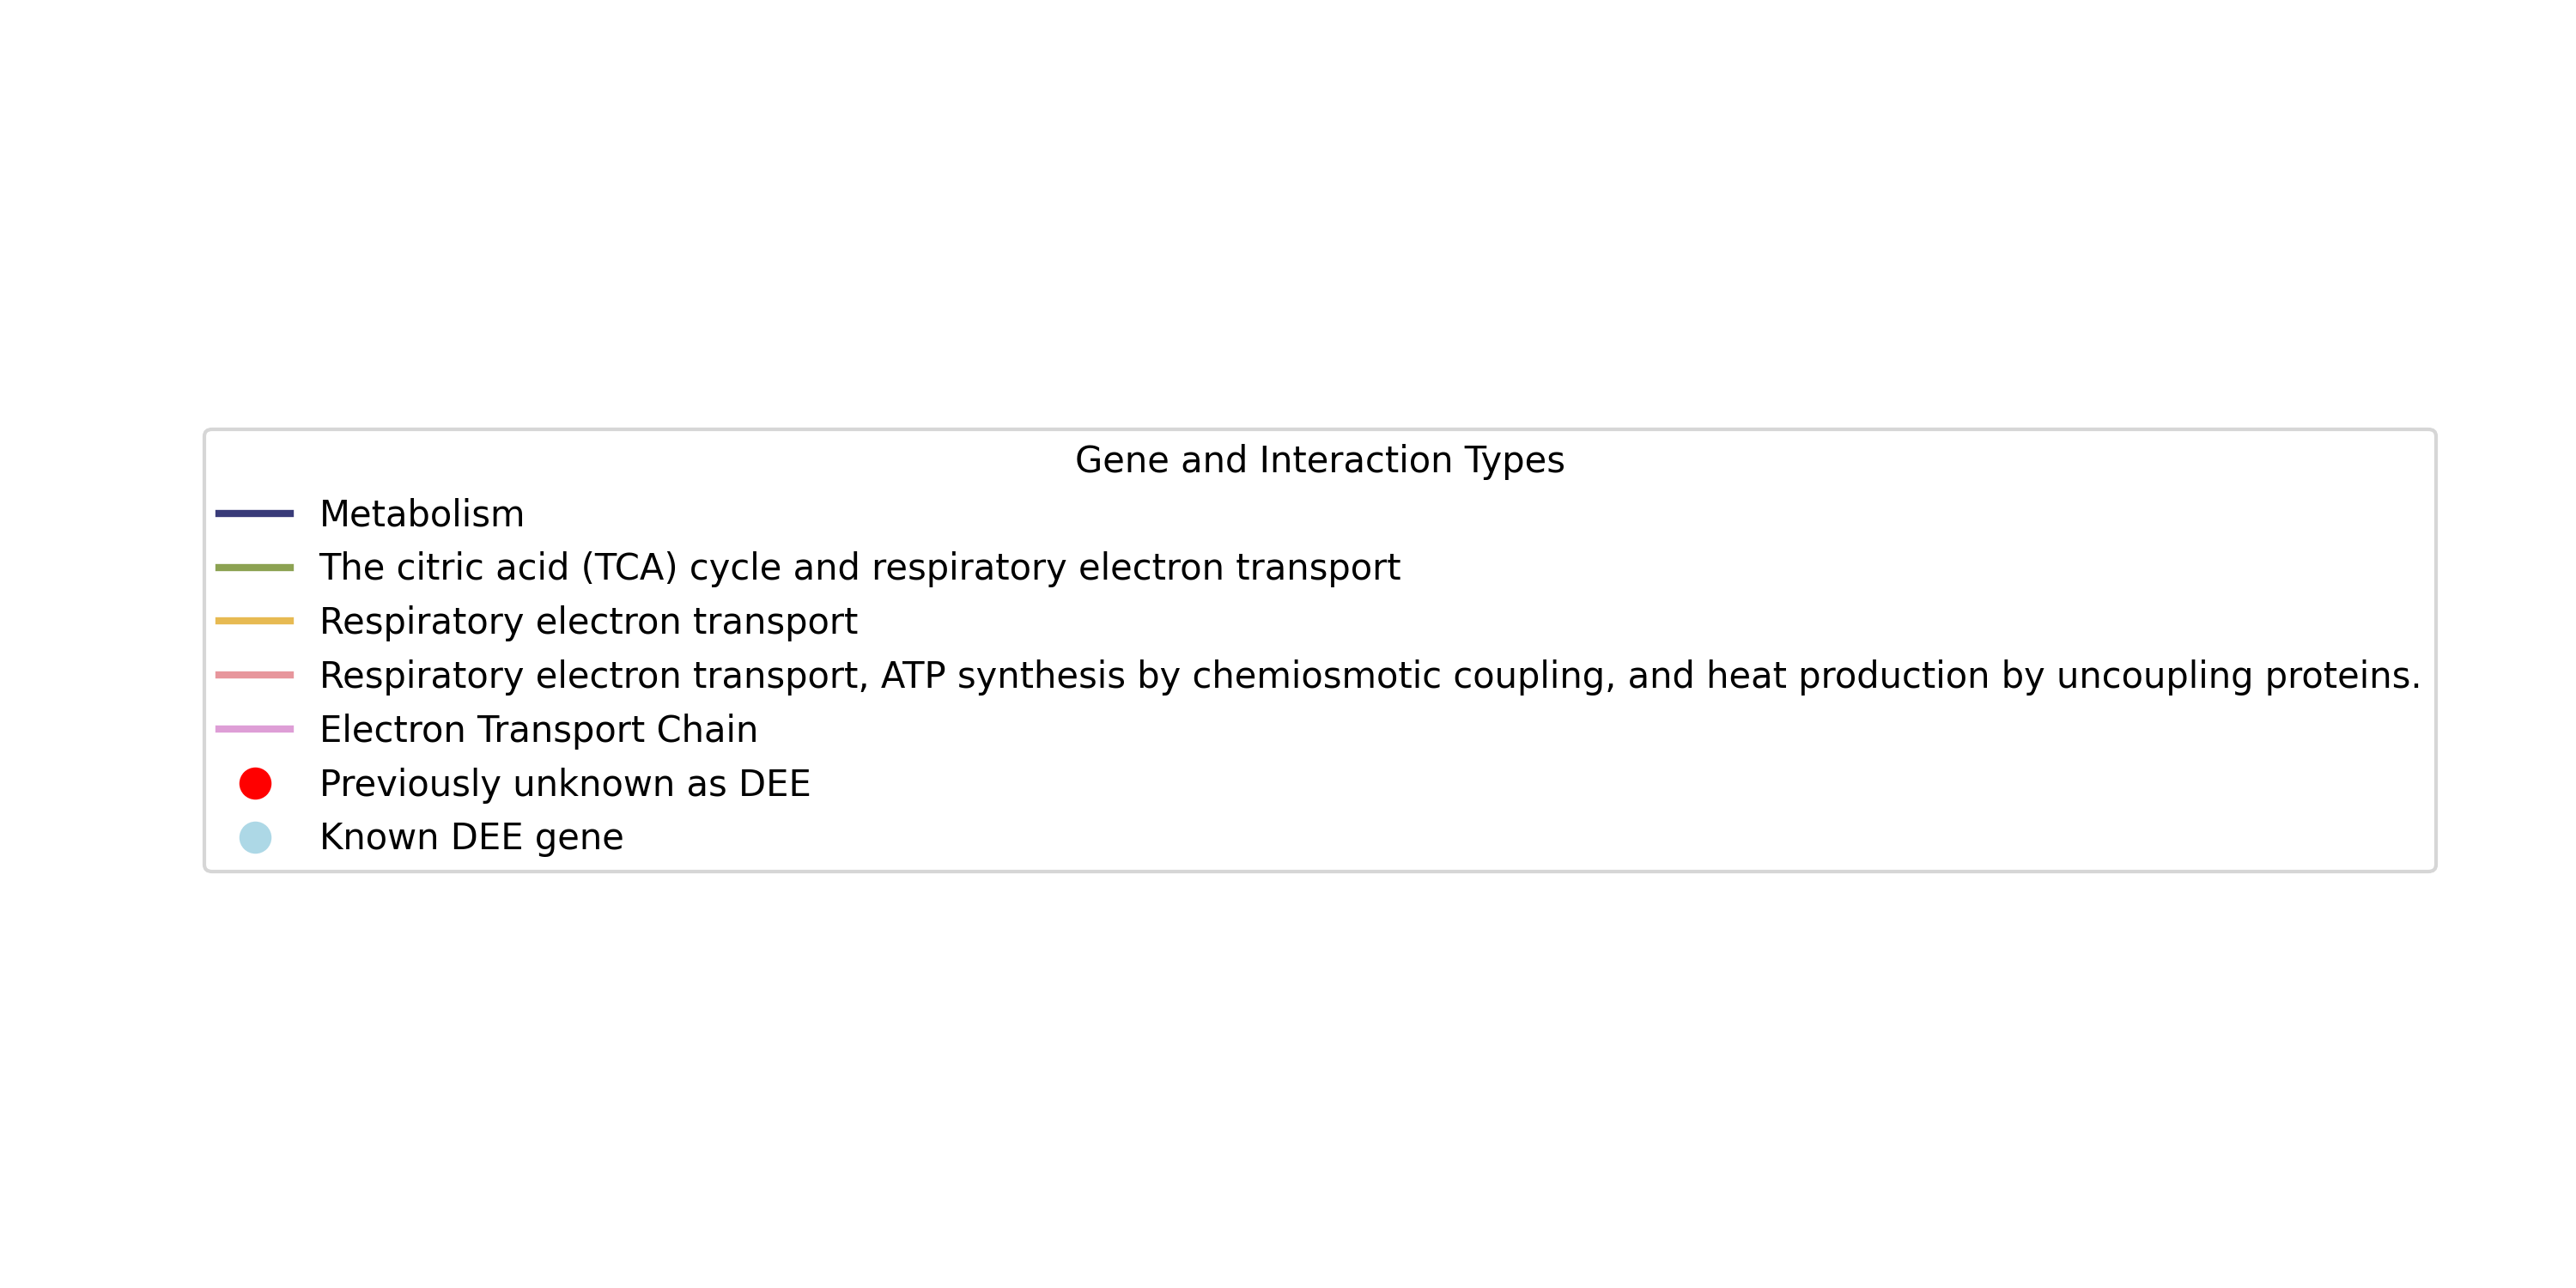 Gene and Interaction Types
Metabolism
The citric acid (TCA) cycle and respiratory electron transport
Respiratory electron transport
Respiratory electron transport, ATP synthesis by chemiosmotic coupling, and heat production by uncoupling proteins.
Electron Transport Chain
Previously unknown as DEE
Known DEE gene